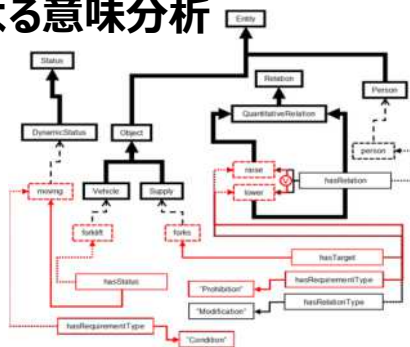 よる意味分析
Entity
Status
Relation
Person
QuantitativeRelation
DynamicStatus
Object
person
raise
moving
Vehicle
Supply
lower
hasRelation
forklift
forks
hasTarget
hasStatus
"Prohibition"
hasRequirementType
"Modification"
hasRelationType
hasRequirementType
"Condition"